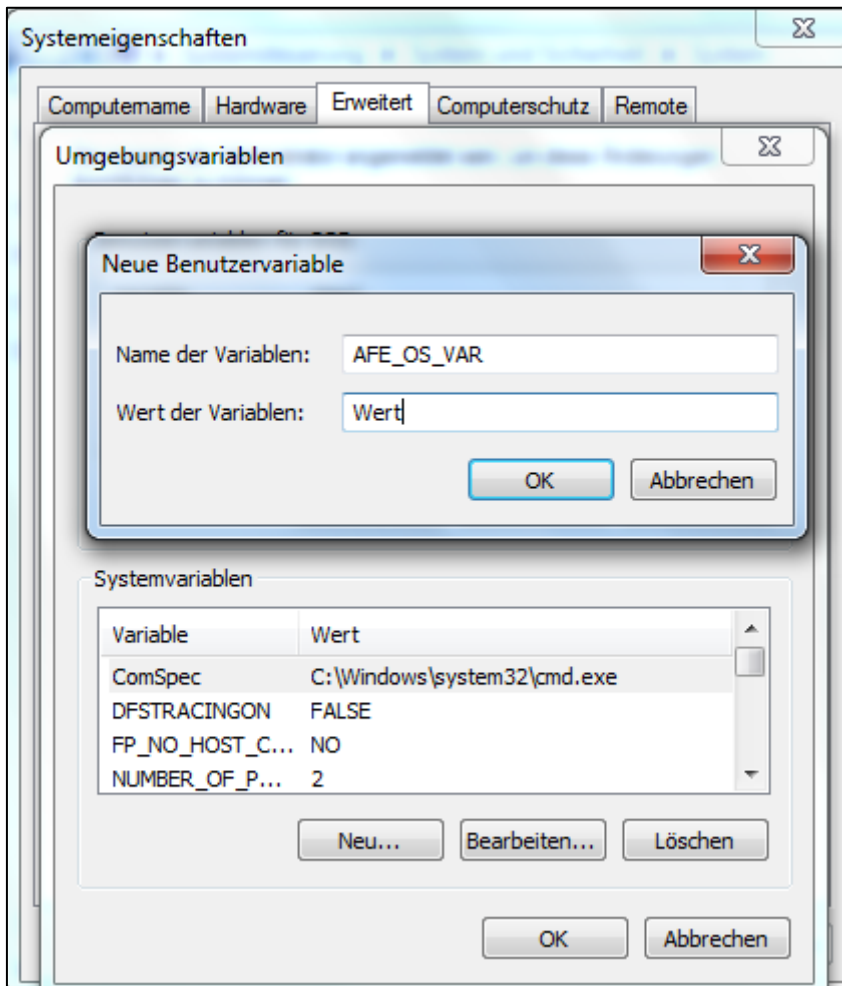 Systemeigenschaften
Computername Hardware Erweitert Computerschutz Remote
Umgebungsvariablen
Neue Benutzervariable
Name der Variablen: AFE_OS_VAR
Wert der Variablen: Wert
OK Abbrechen
Systemvariablen
Variable Wert
ComSpec C:\Windows\system32\cmd.exe
DFSTRACINGON FALSE
FP_NO_HOST_C... NO
NUMBER_OF_P... 2
Neu... Bearbeiten... Löschen
OK Abbrechen